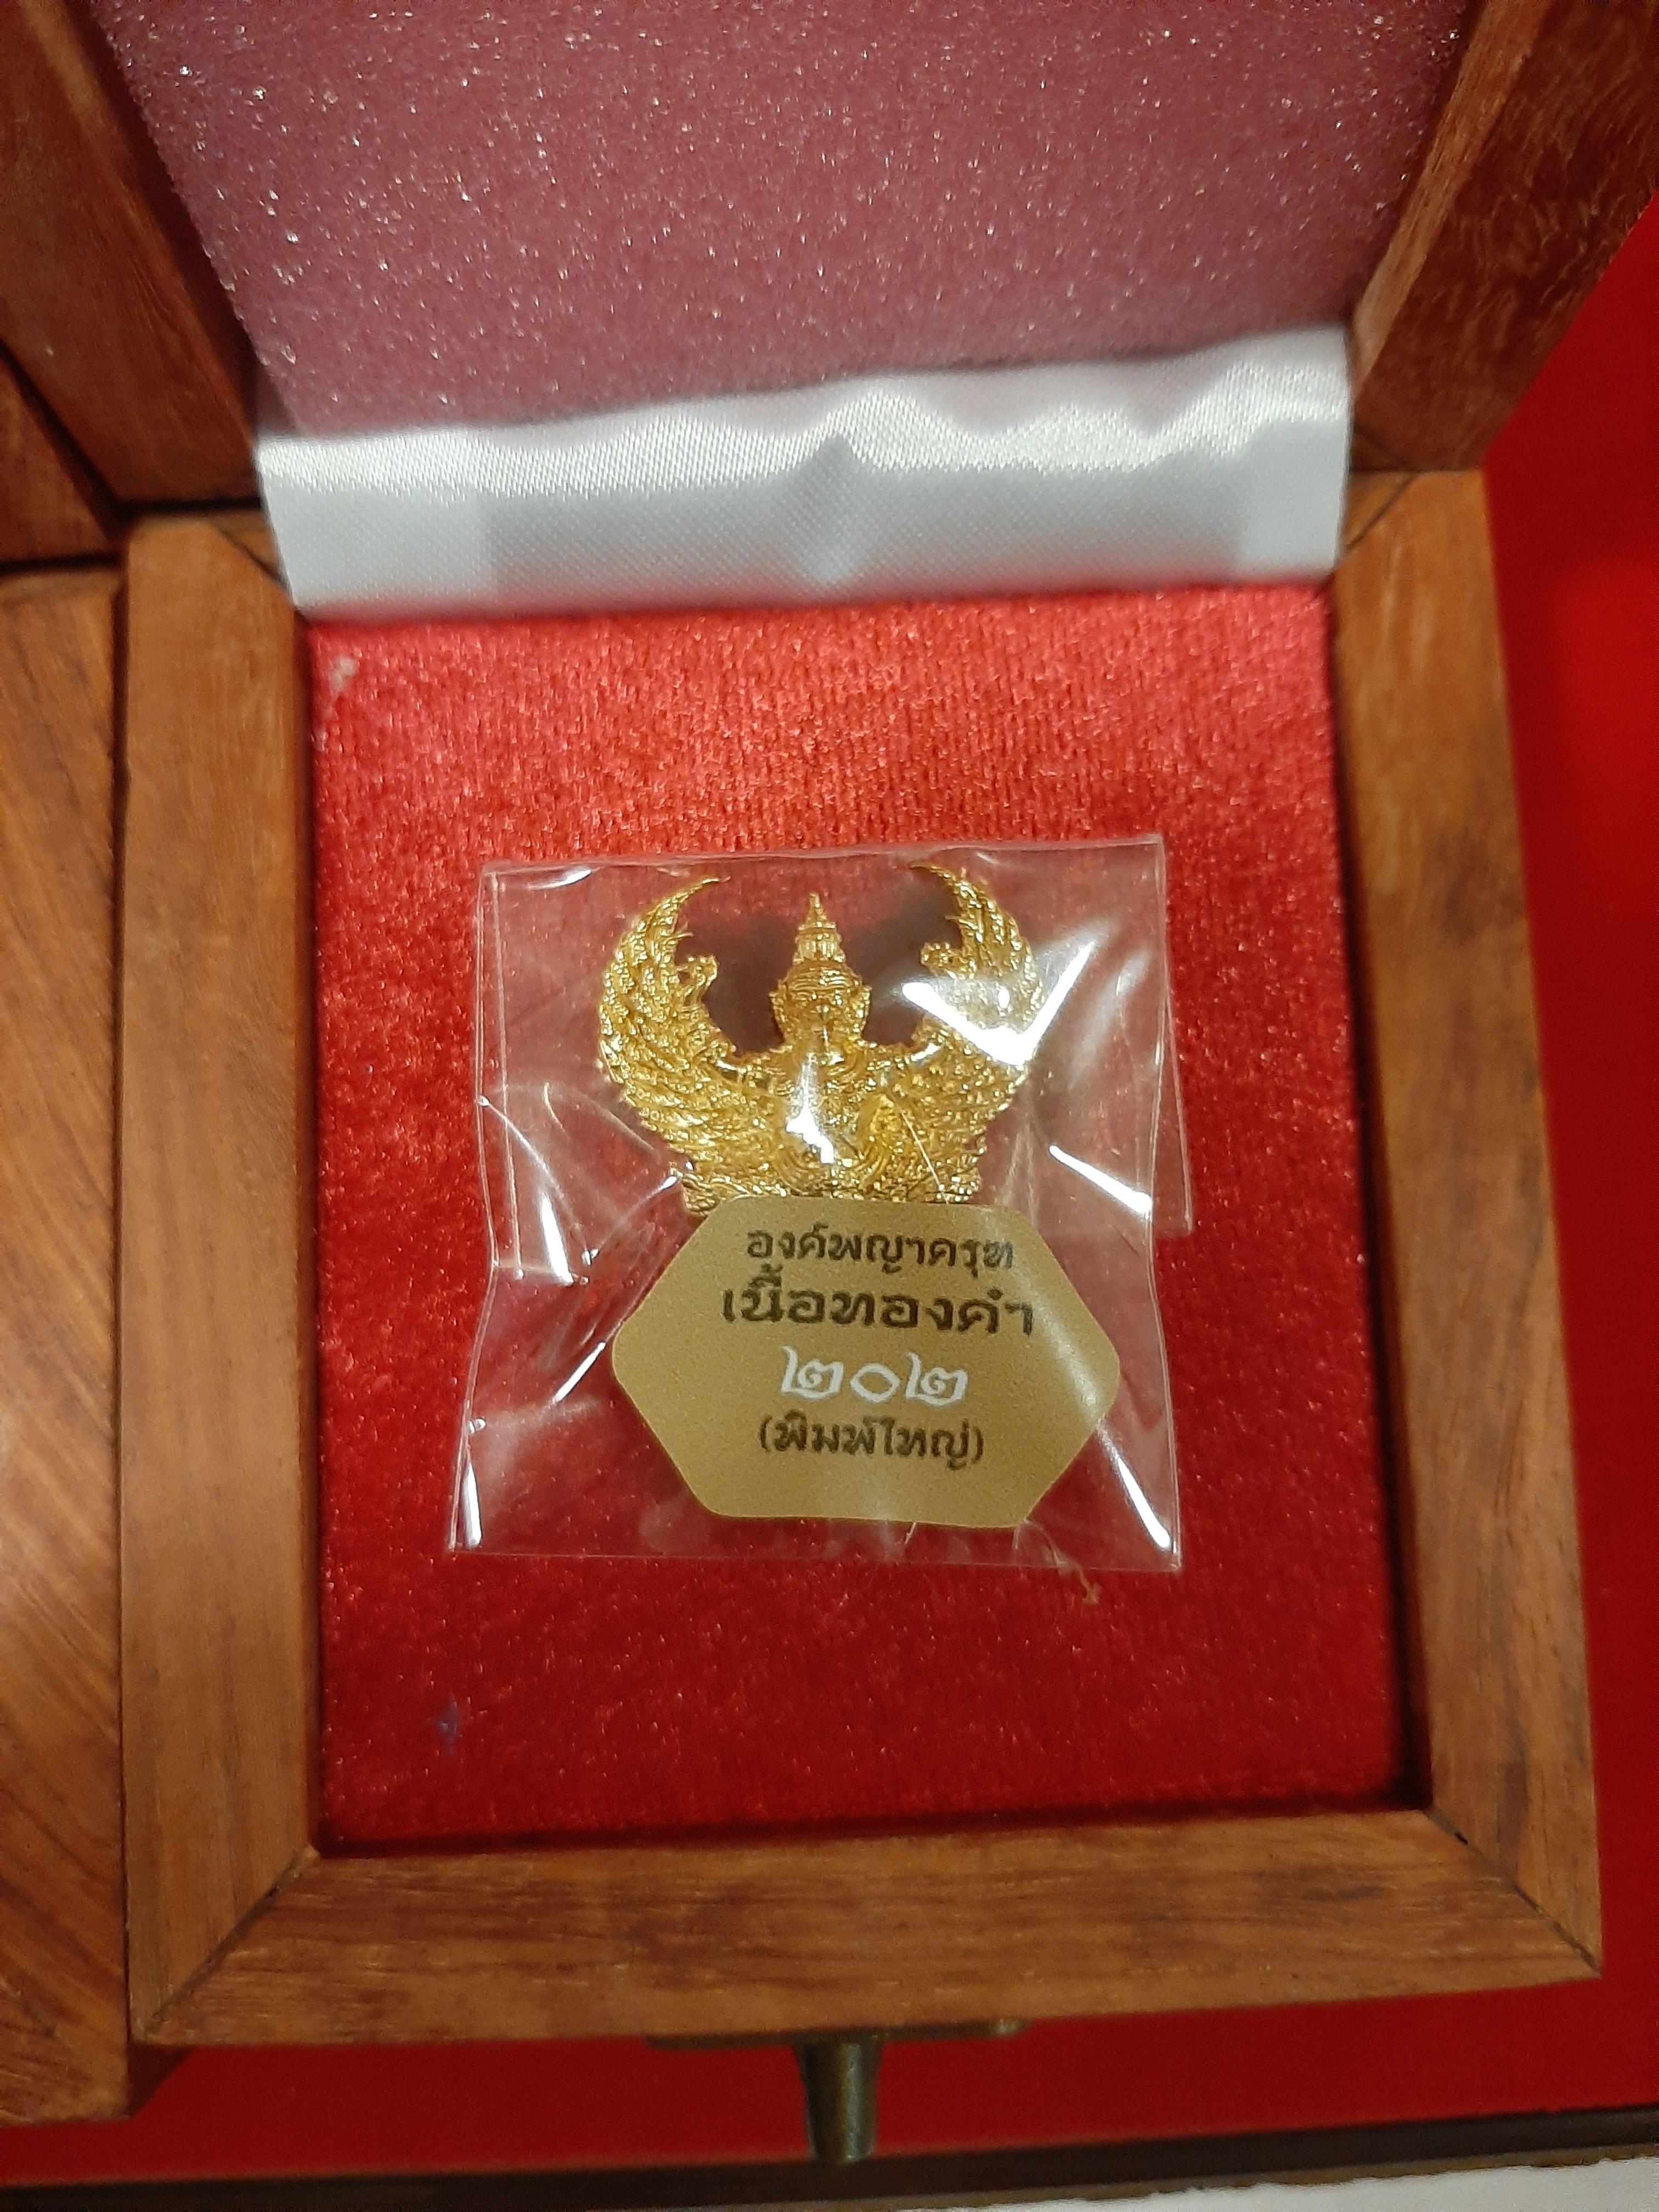 องค์พญาครุฑ
เนื้อทองคำ
๒๐๒
(พิมพ์ใหญ่)